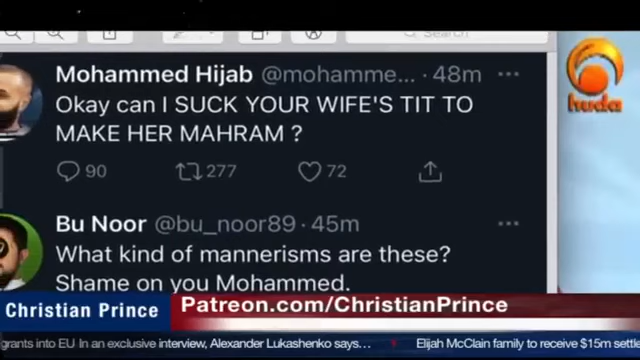 Search
Mohammed Hijab @mohamme... · 48m
Okay can I SUCK YOUR WIFE'S TIT TO
MAKE HER MAHRAM ?
90 277 72
Bu Noor @bu_noor89 · 45m
What kind of mannerisms are these?
Shame on you Mohammed.
huda
Christian Prince
Patreon.com/ChristianPrince
grants into EU In an exclusive interview, Alexander Lukashenko says... Elijah McClain family to receive $15m settle